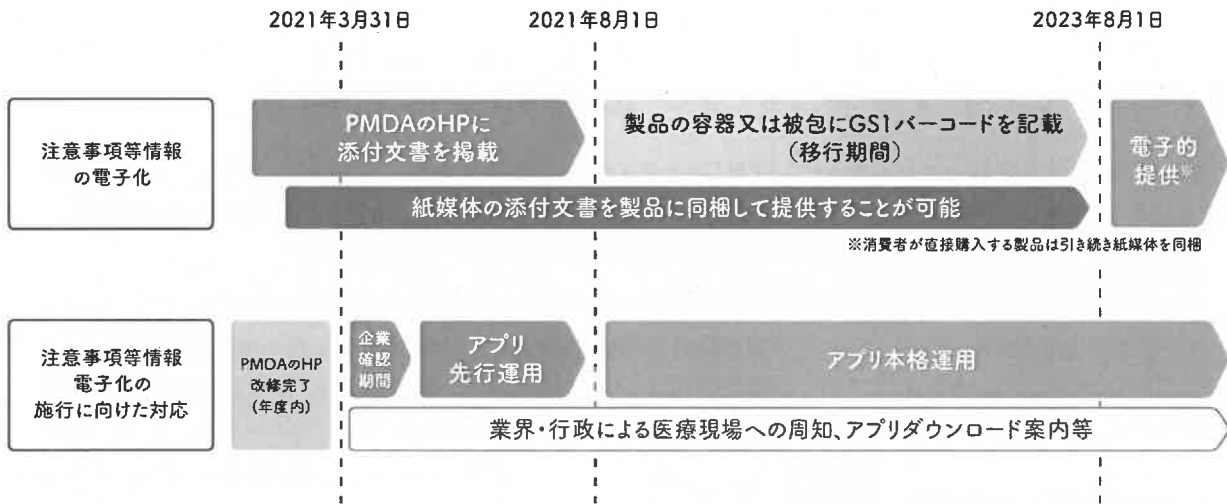 2021年3月31日
2021年8月1日
2023年8月1日
注意事項等情報
の電子化
PMDAのHPに
添付文書を掲載
製品の容器又は被包にGS1バーコードを記載
(移行期間)
電子的
提供※
紙媒体の添付文書を製品に同梱して提供することが可能
※消費者が直接購入する製品は引き続き紙媒体を同梱
注意事項等情報
電子化の
施行に向けた対応
PMDAのHP
改修完了
(年度内)
企業
確認
期間
アプリ
先行運用
アプリ本格運用
業界・行政による医療現場への周知、アプリダウンロード案内等